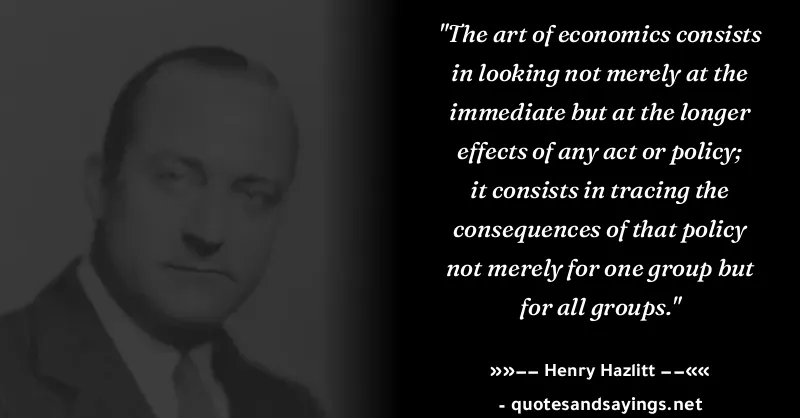 "The art of economics consists
in looking not merely at the
immediate but at the longer
effects of any act or policy;
it consists in tracing the
consequences of that policy
not merely for one group but
for all groups."
»»−− Henry Hazlitt −−««
- quotesandsayings.net